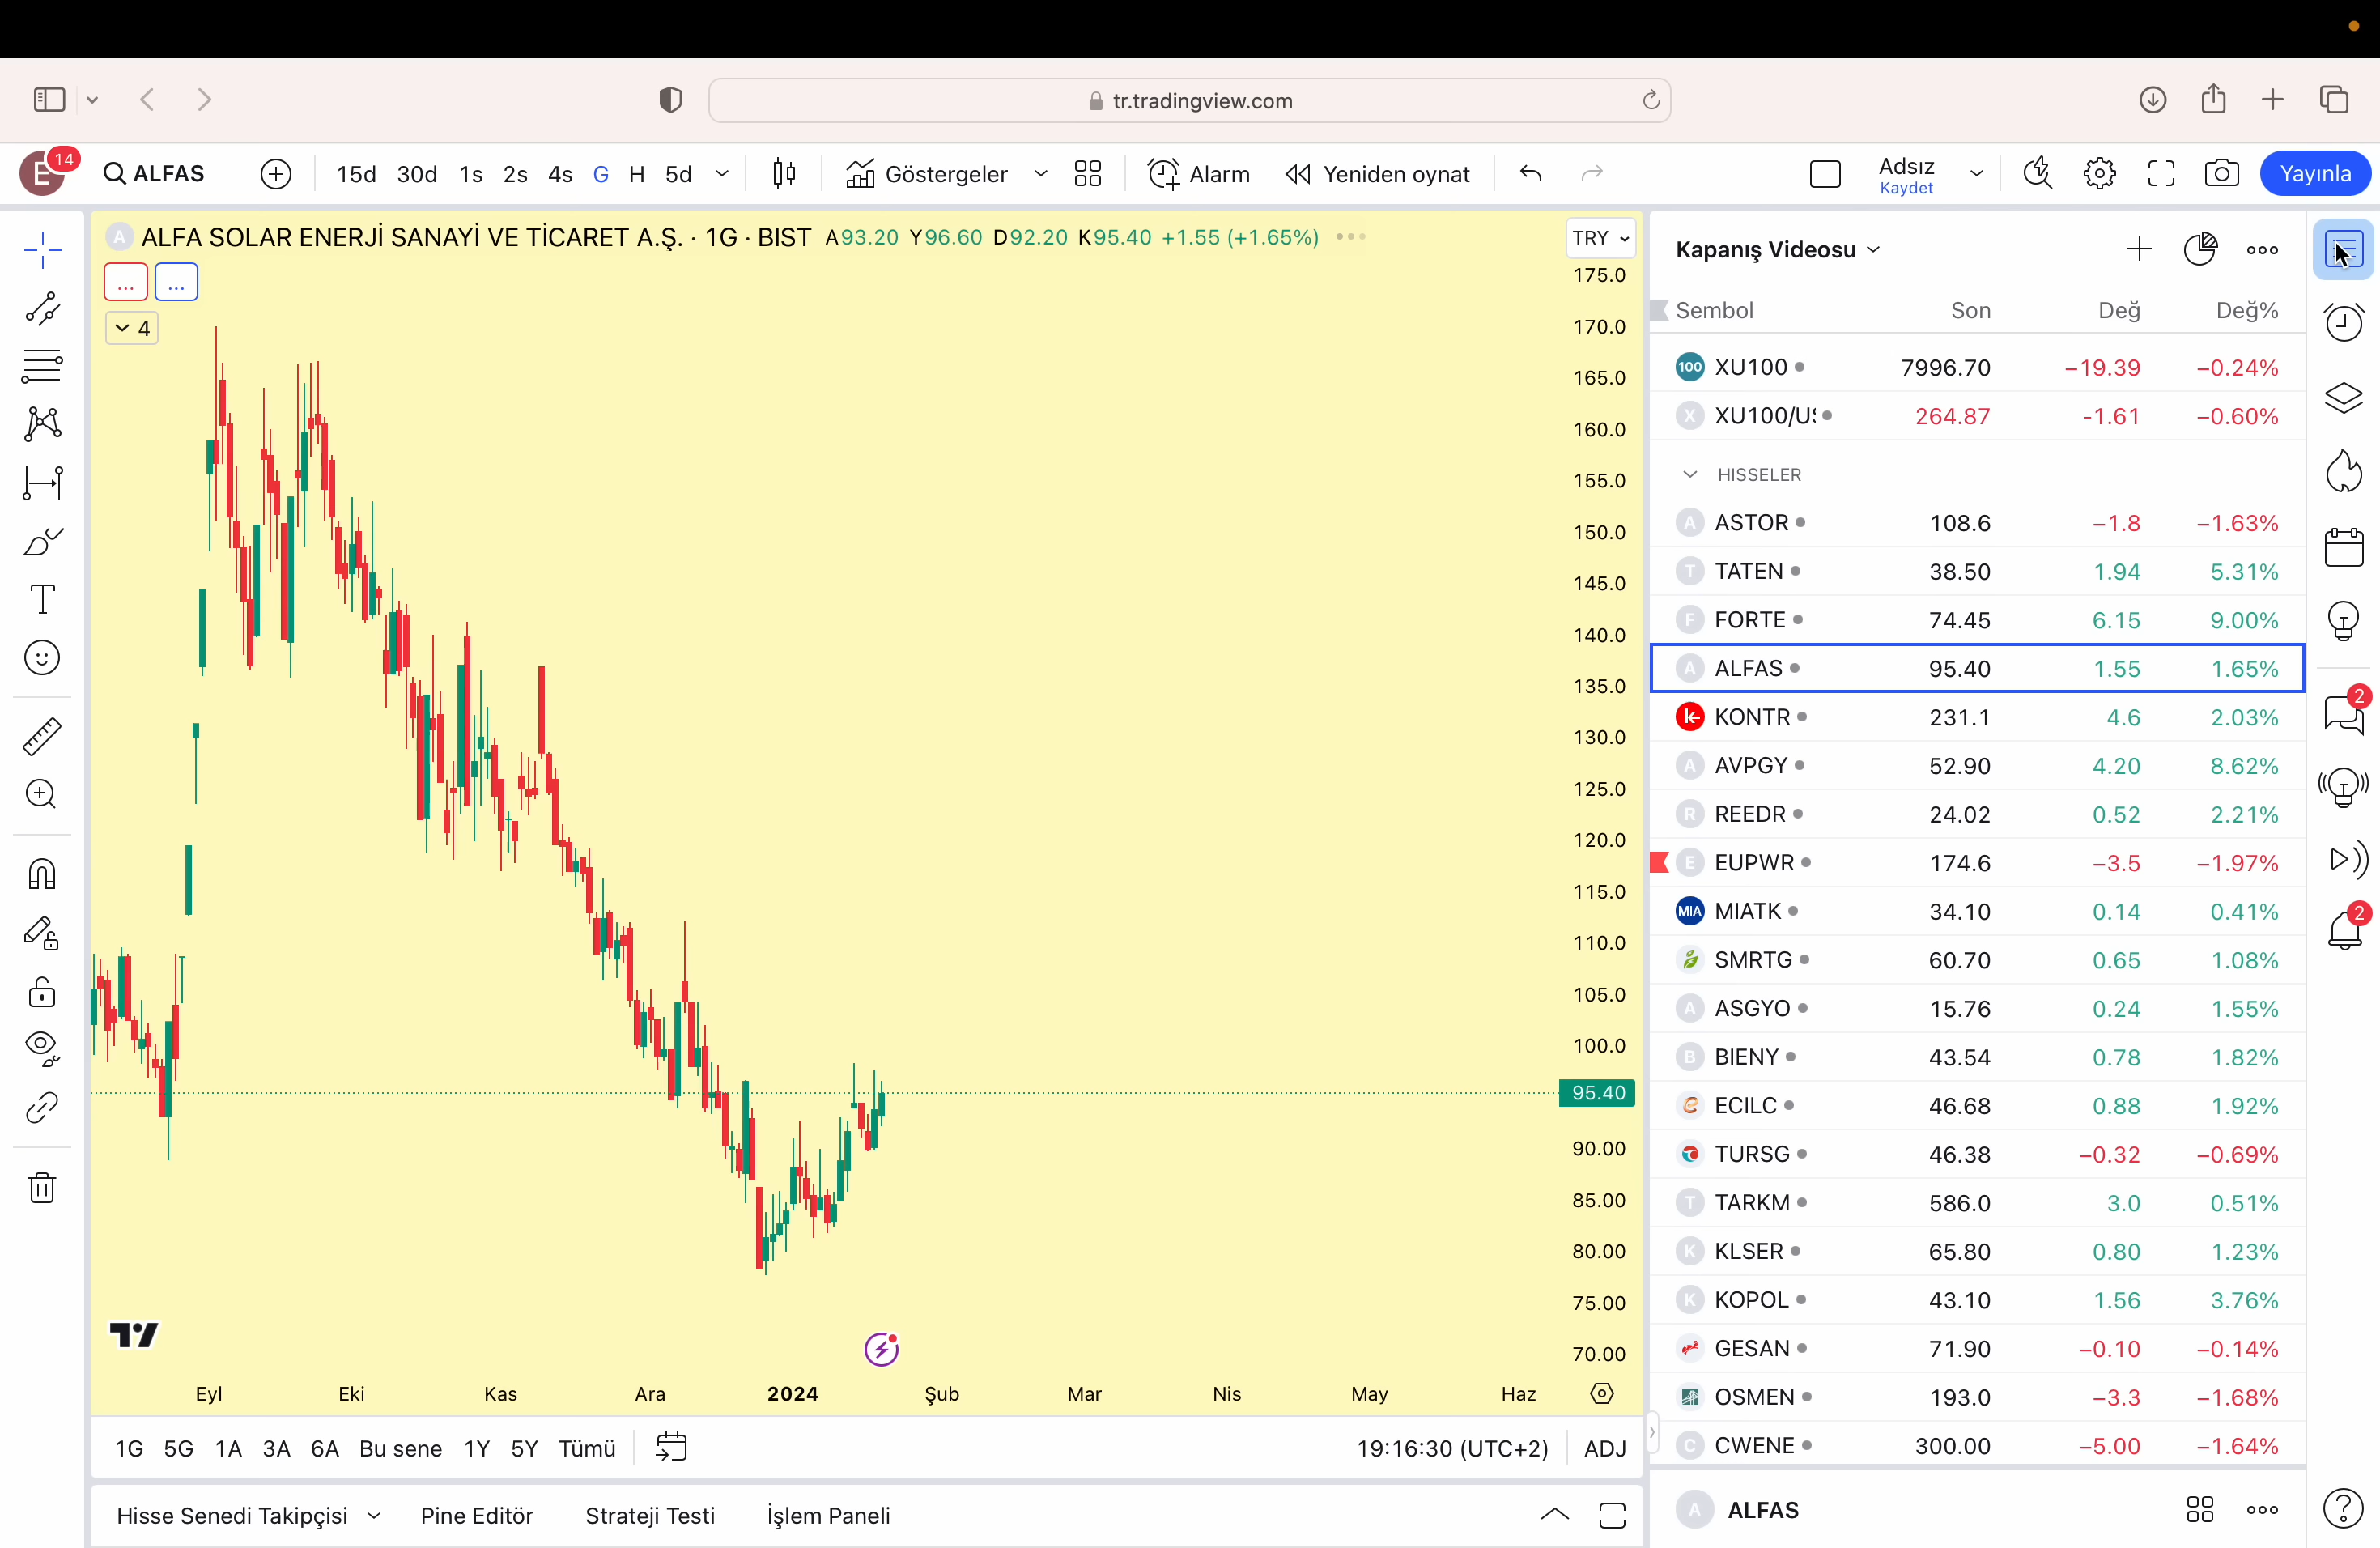 tr.tradingview.com
E 14 ALFAS 15d 30d 1s 2s 4s G H 5d Göstergeler Alarm Yeniden oynat Adsız Kaydet Yayınla
A ALFA SOLAR ENERJİ SANAYİ VE TİCARET A.Ş. · 1G · BIST A93.20 Y96.60 D92.20 K95.40 +1.55 (+1.65%)
TRY
... ...
4
175.0
170.0
165.0
160.0
155.0
150.0
145.0
140.0
135.0
130.0
125.0
120.0
115.0
110.0
105.0
100.0
95.40
90.00
85.00
80.00
75.00
70.00
Eyl Eki Kas Ara 2024 Şub Mar Nis May Haz
1G 5G 1A 3A 6A Bu sene 1Y 5Y Tümü 19:16:30 (UTC+2) ADJ
Hisse Senedi Takipçisi Pine Editör Strateji Testi İşlem Paneli
Kapanış Videosu
Sembol Son Değ Değ%
100 XU100 7996.70 −19.39 −0.24%
X XU100/US 264.87 -1.61 −0.60%
HISSELER
A ASTOR 108.6 −1.8 −1.63%
T TATEN 38.50 1.94 5.31%
F FORTE 74.45 6.15 9.00%
A ALFAS 95.40 1.55 1.65%
KONTR 231.1 4.6 2.03%
A AVPGY 52.90 4.20 8.62%
R REEDR 24.02 0.52 2.21%
E EUPWR 174.6 −3.5 −1.97%
MIA MIATK 34.10 0.14 0.41%
SMRTG 60.70 0.65 1.08%
A ASGYO 15.76 0.24 1.55%
B BIENY 43.54 0.78 1.82%
ECILC 46.68 0.88 1.92%
TURSG 46.38 −0.32 −0.69%
T TARKM 586.0 3.0 0.51%
K KLSER 65.80 0.80 1.23%
K KOPOL 43.10 1.56 3.76%
GESAN 71.90 −0.10 −0.14%
OSMEN 193.0 −3.3 −1.68%
C CWENE 300.00 −5.00 −1.64%
A ALFAS
2
2